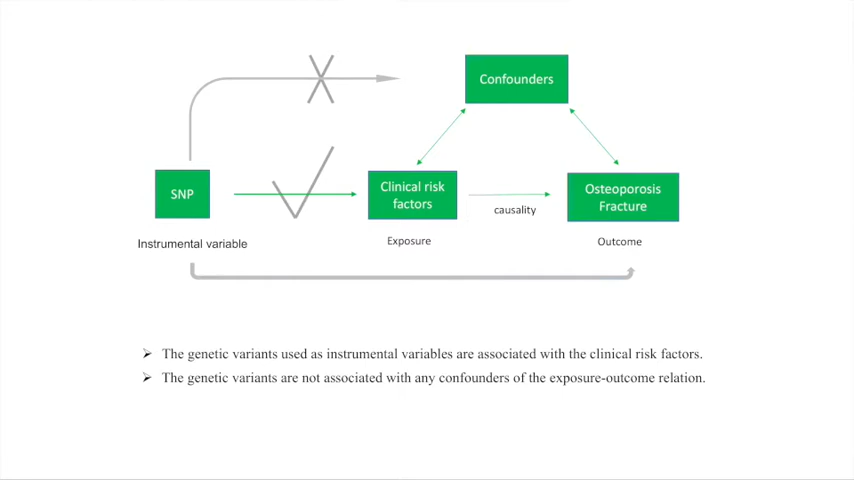 Confounders
SNP
Clinical risk
factors
Osteoporosis
Fracture
causality
Instrumental variable
Exposure
Outcome
➢ The genetic variants used as instrumental variables are associated with the clinical risk factors.
➢ The genetic variants are not associated with any confounders of the exposure-outcome relation.